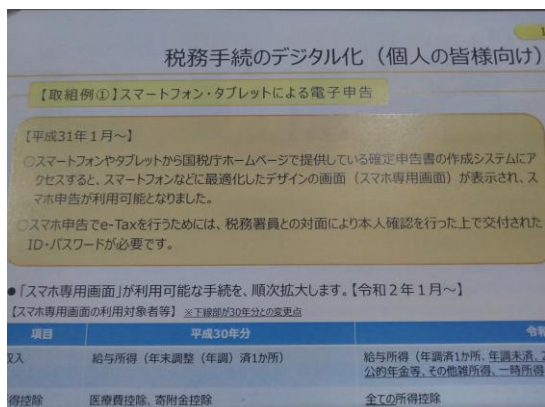 税務手続のデジタル化（個人の皆様向け）
【取組例①】スマートフォン・タブレットによる電子申告
【平成31年１月～】
○スマートフォンやタブレットから国税庁ホームページで提供している確定申告書の作成システムにア
クセスすると、スマートフォンなどに最適化したデザインの画面（スマホ専用画面）が表示され、ス
マホ申告が利用可能となりました。
○スマホ申告でe-Taxを行うためには、税務署員との対面により本人確認を行った上で交付された
ID・パスワードが必要です。
●「スマホ専用画面」が利用可能な手続を、順次拡大します。【令和２年１月～】
【スマホ専用画面の利用対象者等】 ※下線部が30年分との変更点
項目 平成30年分 令和
収入 給与所得（年末調整（年調）済1か所） 給与所得（年調済1か所、年調未済、2
公的年金等、その他雑所得、一時所得
得控除 医療費控除、寄附金控除 全ての所得控除